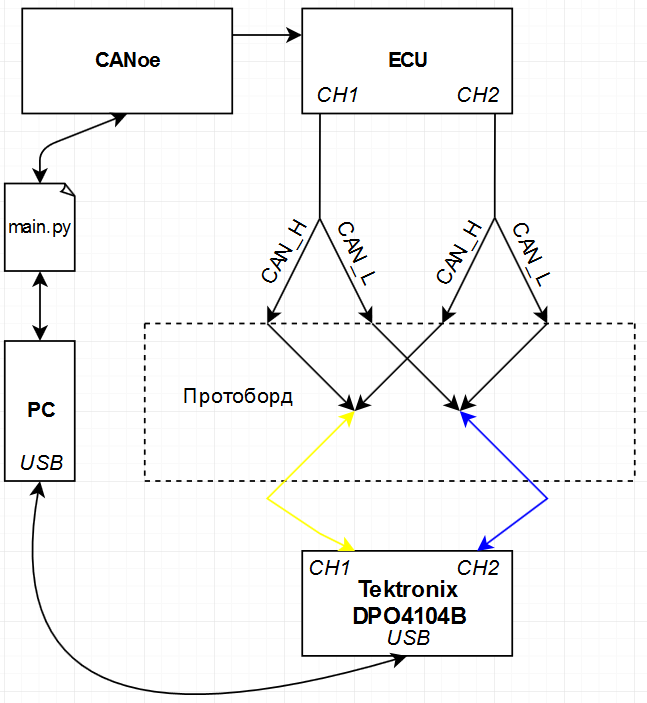 CANoe
ECU
CH1
CH2
main.py
CAN_H
CAN_L
CAN_H
CAN_L
Протоборд
PC
USB
CH1
CH2
Tektronix
DPO4104B
USB